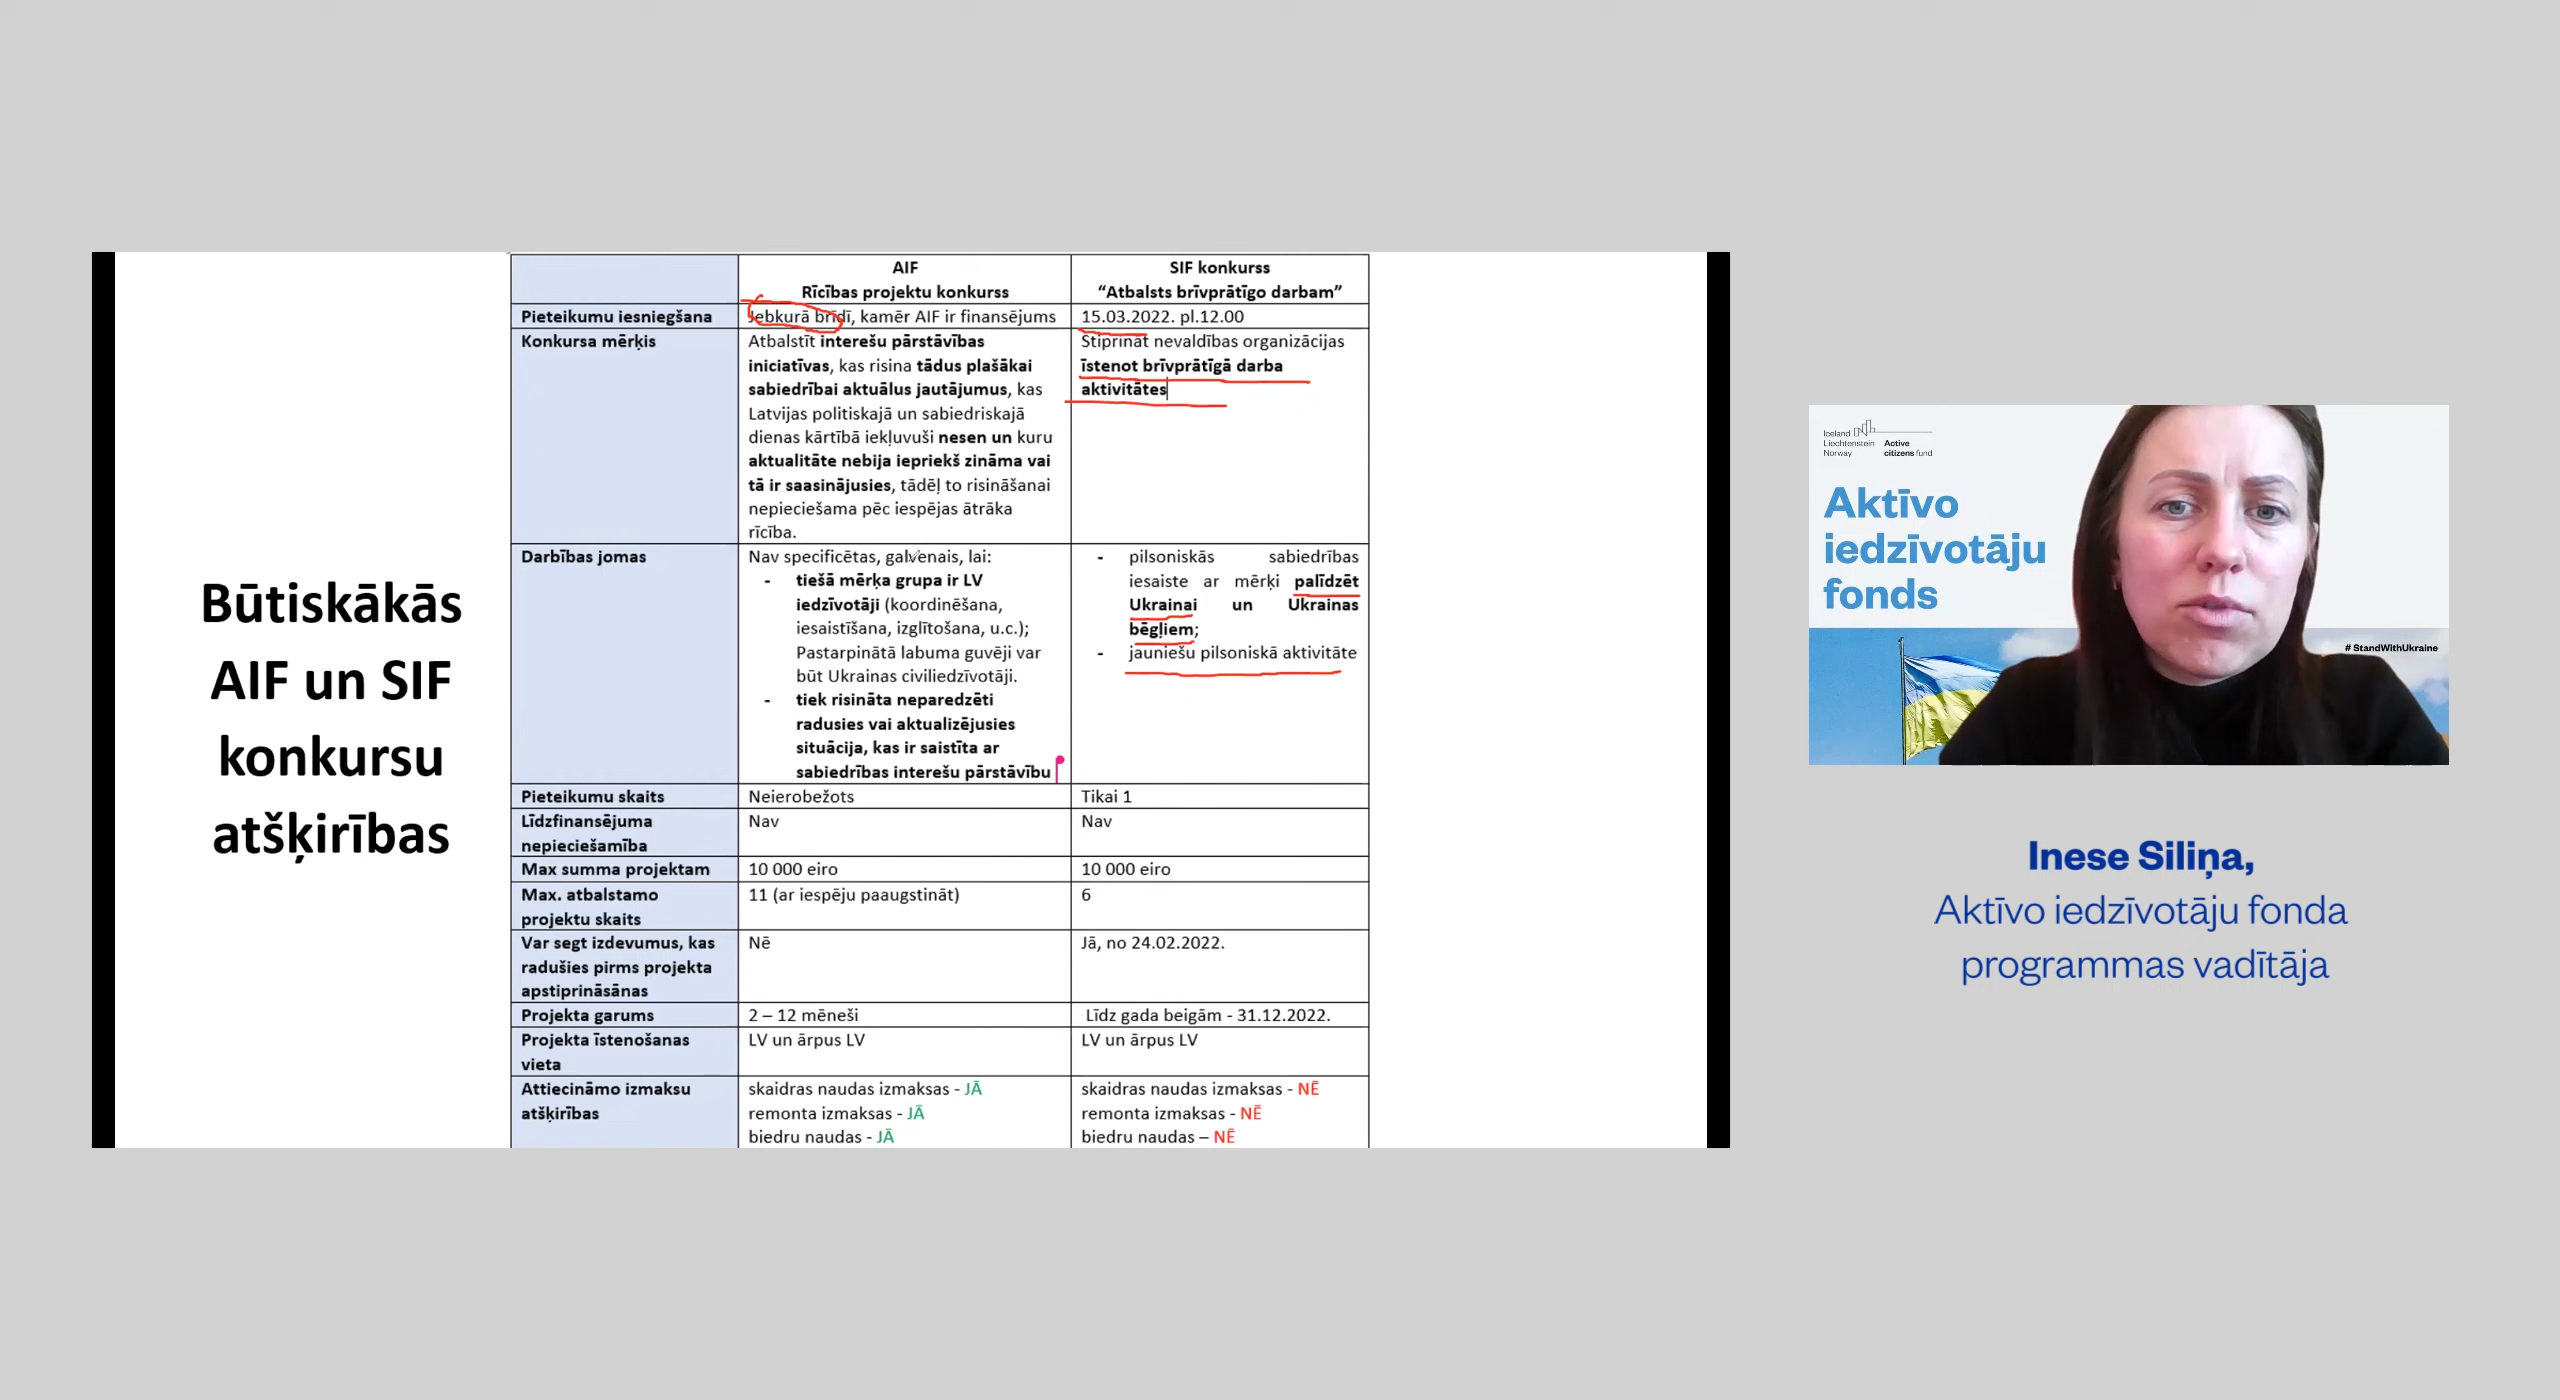 Būtiskākās
AIF un SIF
konkursu
atšķirības
AIF
Rīcības projektu konkurss
SIF konkurss
“Atbalsts brīvprātīgo darbam”
Pieteikumu iesniegšana
Jebkurā brīdī, kamēr AIF ir finansējums
15.03.2022. pl.12.00
Konkursa mērķis
Atbalstīt interešu pārstāvības
iniciatīvas, kas risina tādus plašākai
sabiedrībai aktuālus jautājumus, kas
Latvijas politiskajā un sabiedriskajā
dienas kārtībā iekļuvuši nesen un kuru
aktualitāte nebija iepriekš zināma vai
tā ir saasinājusies, tādēļ to risināšanai
nepieciešama pēc iespējas ātrāka
rīcība.
Stiprināt nevaldības organizācijas
īstenot brīvprātīgā darba
aktivitātes
Darbības jomas
Nav specificētas, galvenais, lai:
- tiešā mērķa grupa ir LV
iedzīvotāji (koordinēšana,
iesaistīšana, izglītošana, u.c.);
Pastarpinātā labuma guvēji var
būt Ukrainas civiliedzīvotāji.
- tiek risināta neparedzēti
radusies vai aktualizējusies
situācija, kas ir saistīta ar
sabiedrības interešu pārstāvību
- pilsoniskās sabiedrības
iesaiste ar mērķi palīdzēt
Ukrainai un Ukrainas
bēgļiem;
- jauniešu pilsoniskā aktivitāte
Pieteikumu skaits
Neierobežots
Tikai 1
Līdzfinansējuma
nepieciešamība
Nav
Nav
Max summa projektam
10 000 eiro
10 000 eiro
Max. atbalstamo
projektu skaits
11 (ar iespēju paaugstināt)
6
Var segt izdevumus, kas
radušies pirms projekta
apstiprināsānas
Nē
Jā, no 24.02.2022.
Projekta garums
2 – 12 mēneši
Līdz gada beigām - 31.12.2022.
Projekta īstenošanas
vieta
LV un ārpus LV
LV un ārpus LV
Attiecināmo izmaksu
atšķirības
skaidras naudas izmaksas - JĀ
remonta izmaksas - JĀ
biedru naudas - JĀ
skaidras naudas izmaksas - NĒ
remonta izmaksas - NĒ
biedru naudas – NĒ
Iceland
Liechtenstein
Norway
Active
citizens fund
Aktīvo
iedzīvotāju
fonds
# StandWithUkraine
Inese Siliņa,
Aktīvo iedzīvotāju fonda
programmas vadītāja